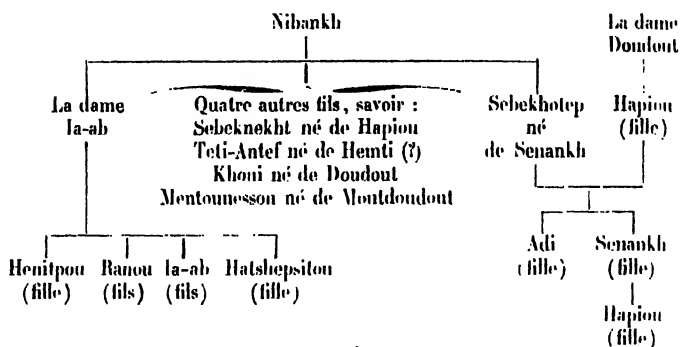 Nibankh
La dame
Doudout
La dame
Ia-ab
Quatre autres fils, savoir :
Sebeknekht né de Hapiou
Teti-Antef né de Hemti (?)
Khoui né de Doudout
Mentounesson né de Moutdoudout
Sebekhotep
né
de Senankh
Hapiou
(fille)
Henitpou
(fille)
Ranou
(fils)
Ia-ab
(fils)
Hatshepsitou
(fille)
Adi
(fille)
Senankh
(fille)
Hapiou
(fille)